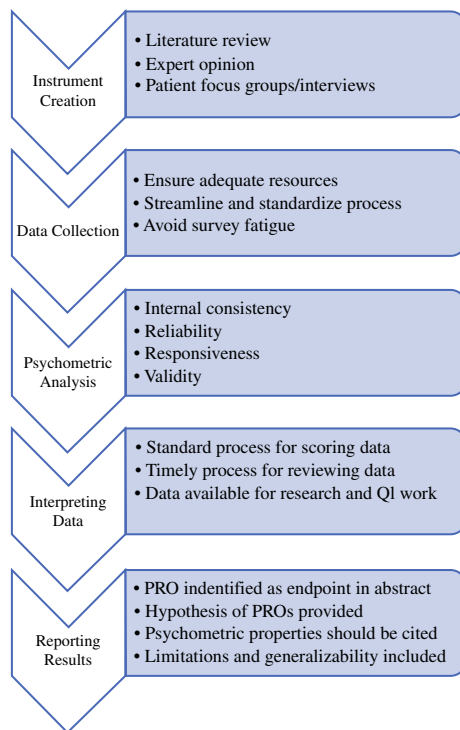 Instrument
Creation
• Literature review
• Expert opinion
• Patient focus groups/interviews
Data Collection
• Ensure adequate resources
• Streamline and standardize process
• Avoid survey fatigue
Psychometric
Analysis
• Internal consistency
• Reliability
• Responsiveness
• Validity
Interpreting
Data
• Standard process for scoring data
• Timely process for reviewing data
• Data available for research and Ql work
Reporting
Results
• PRO indentified as endpoint in abstract
• Hypothesis of PROs provided
• Psychometric properties should be cited
• Limitations and generalizability included